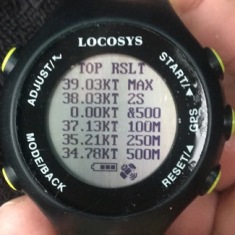 LOCOSYS
ADJUST/↖
START/▼
GPS
MODE/BACK
RESET/▲
TOP RSLT
39.03KT MAX
38.03KT 2S
0.00KT &500
37.13KT 100M
35.21KT 250M
34.78KT 500M